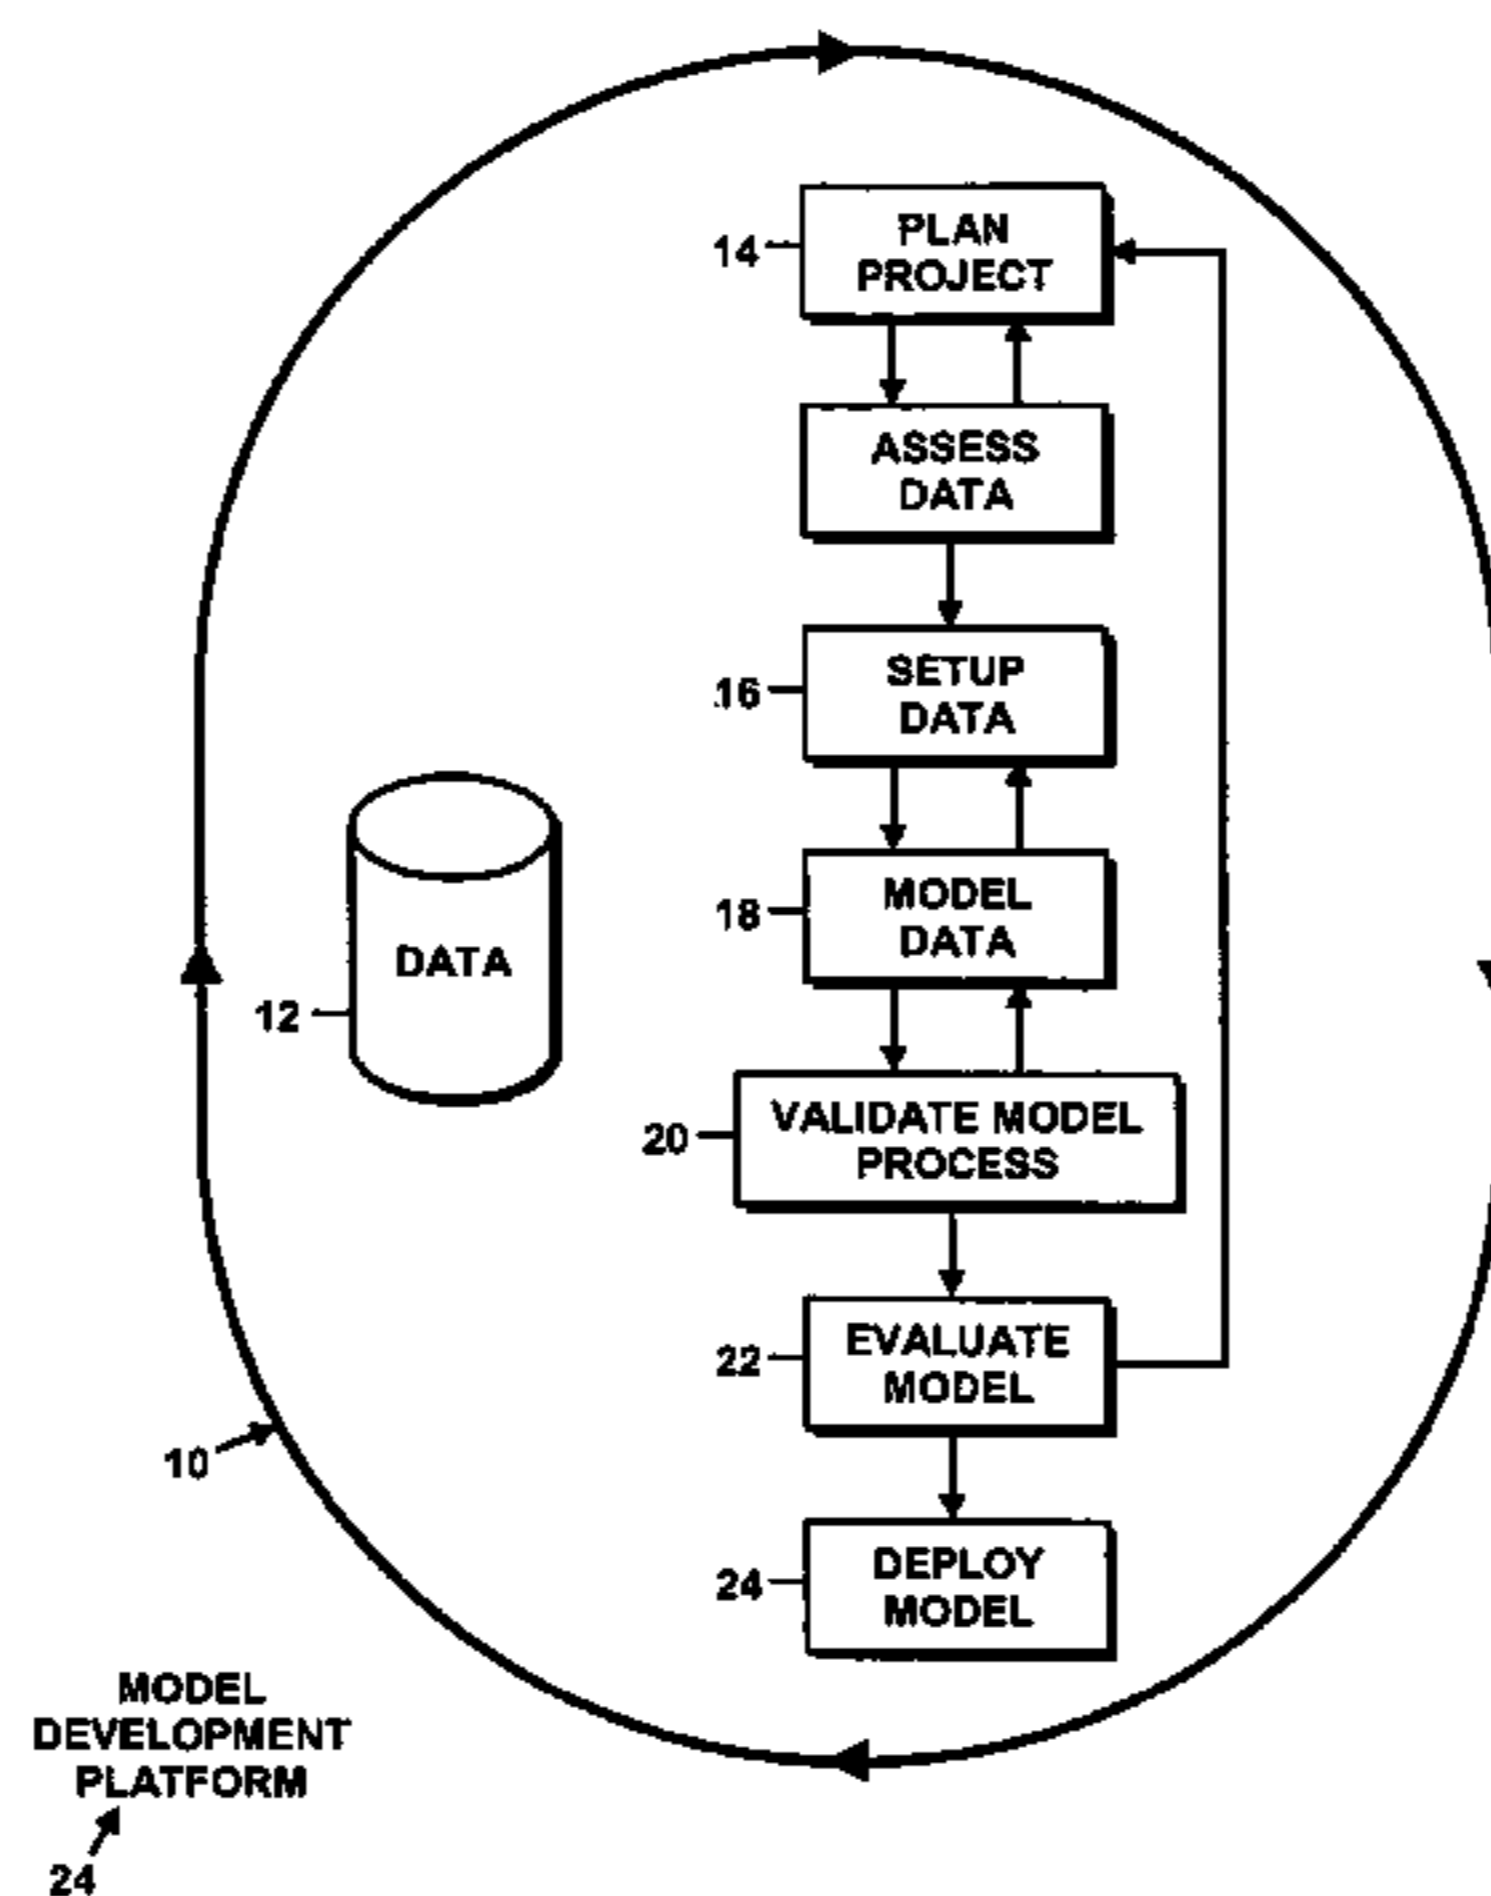 14
PLAN
PROJECT
ASSESS
DATA
16
SETUP
DATA
18
MODEL
DATA
DATA
12
20
VALIDATE MODEL
PROCESS
22
EVALUATE
MODEL
10
24
DEPLOY
MODEL
MODEL
DEVELOPMENT
PLATFORM
24